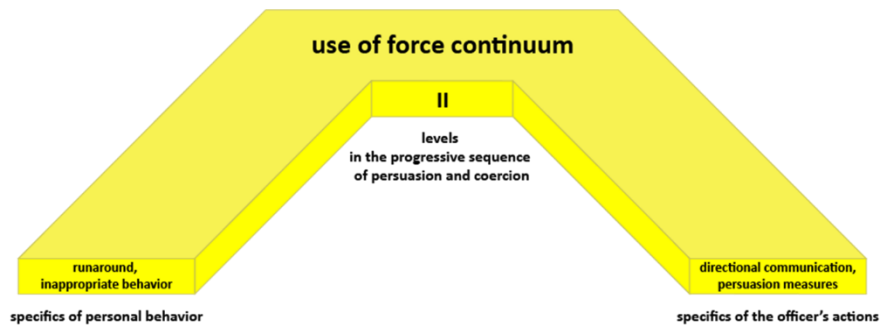 use of force continuum
II
levels
in the progressive sequence
of persuasion and coercion
runaround,
inappropriate behavior
directional communication,
persuasion measures
specifics of personal behavior
specifics of the officer's actions